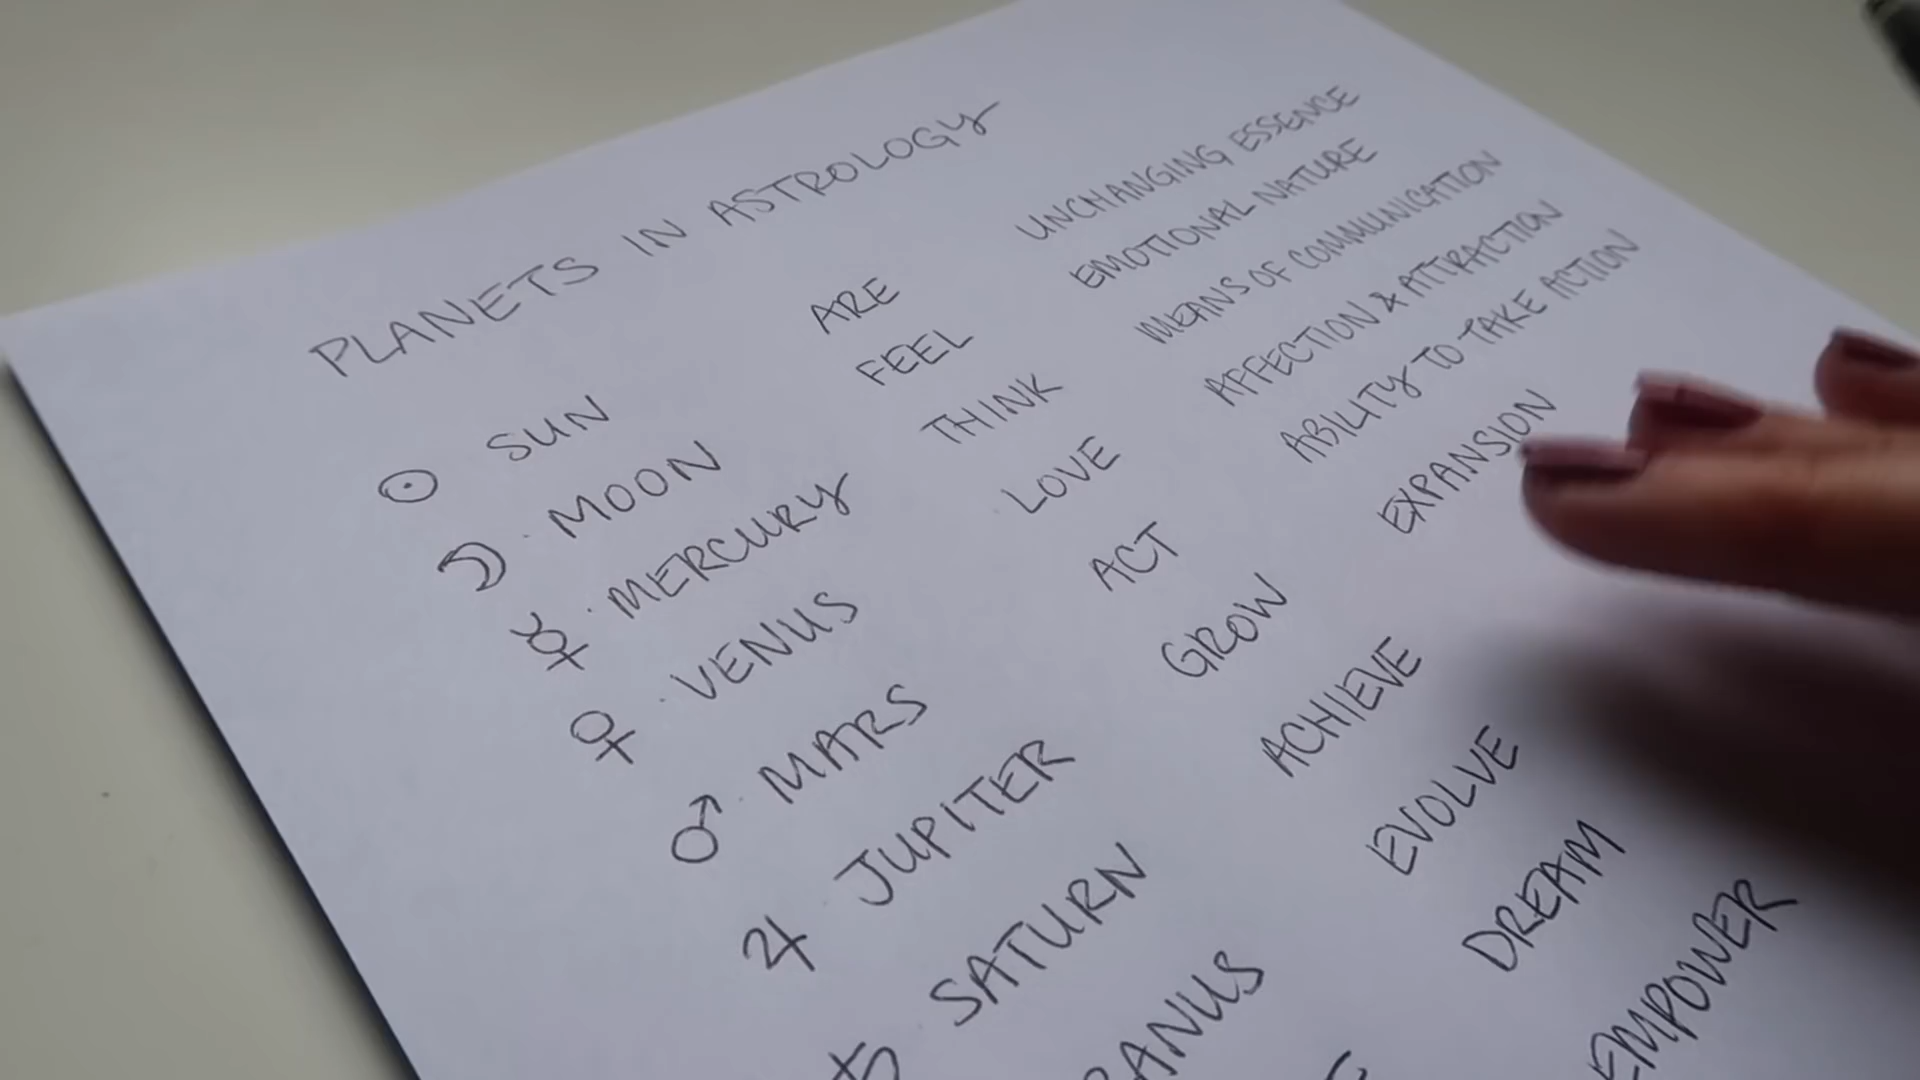 PLANETS IN ASTROLOGY
☉ SUN ARE UNCHANGING ESSENCE
☽ MOON FEEL EMOTIONAL NATURE
☿ MERCURY THINK MEANS OF COMMUNICATION
♀ VENUS LOVE AFFECTION & ATTRACTION
♂ MARS ACT ABILITY TO TAKE ACTION
♃ JUPITER GROW EXPANSION
♄ SATURN ACHIEVE
RANUS EVOLVE
DREAM
EMPOWER